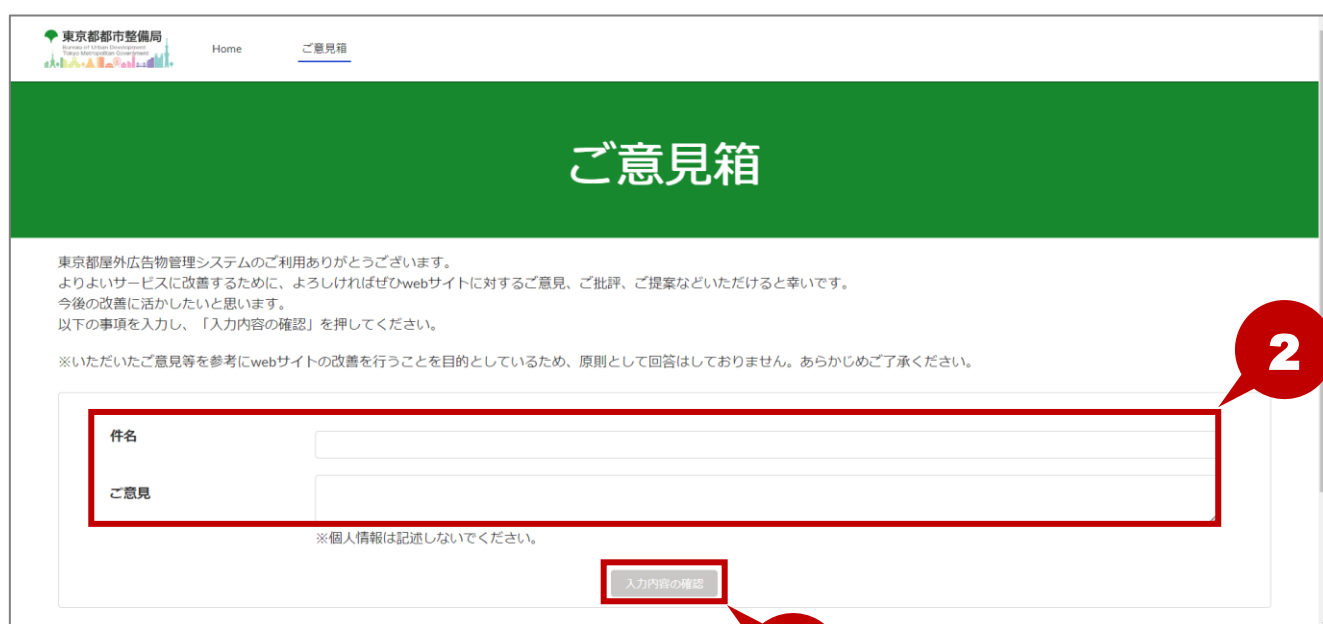 東京都都市整備局
Bureau of Urban Development
Tokyo Metropolitan Government
Home
ご意見箱
ご意見箱
東京都屋外広告物管理システムのご利用ありがとうございます。
よりよいサービスに改善するために、よろしければぜひwebサイトに対するご意見、ご批評、ご提案などいただけると幸いです。
今後の改善に活かしたいと思います。
以下の事項を入力し、「入力内容の確認」を押してください。
※いただいたご意見等を参考にwebサイトの改善を行うことを目的としているため、原則として回答はしておりません。あらかじめご了承ください。
2
件名
ご意見
※個人情報は記述しないでください。
入力内容の確認